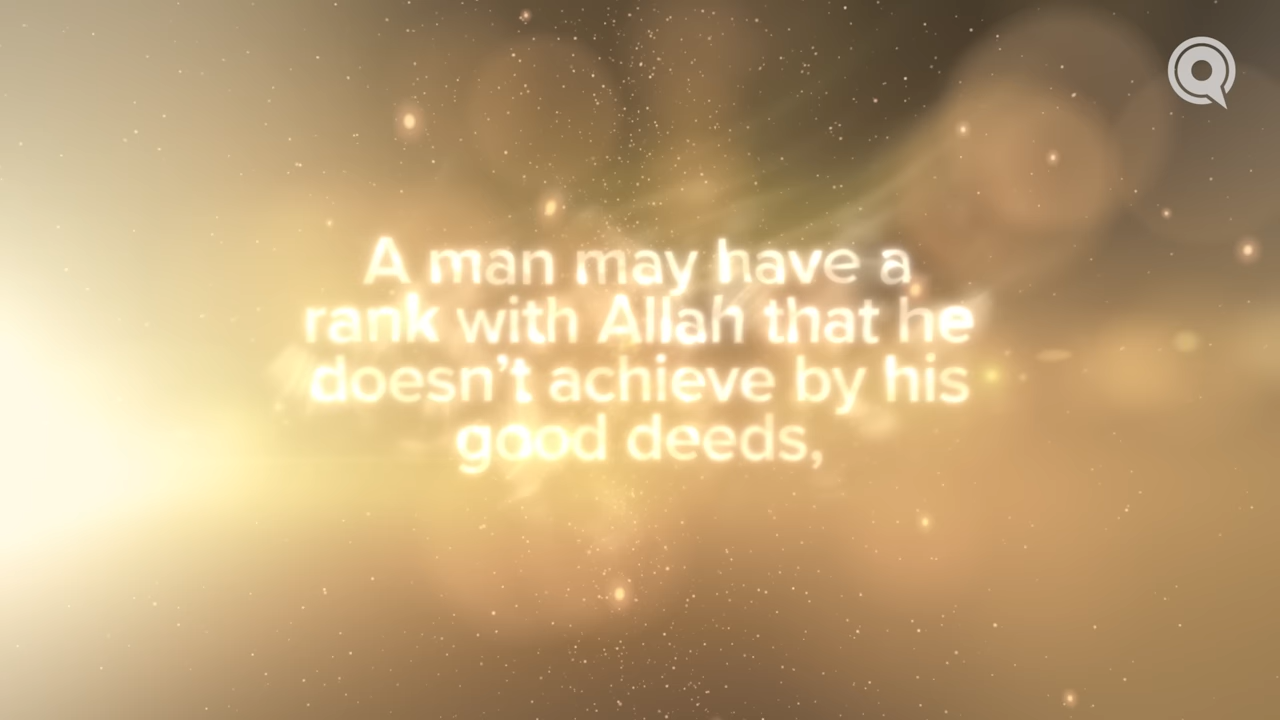 A man may have a
rank with Allah that he
doesn’t achieve by his
good deeds,